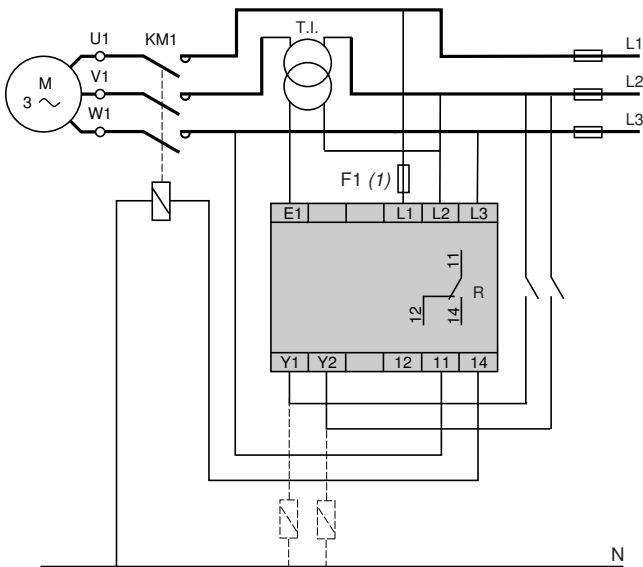 T.I.
U1 KM1 L1
M V1 L2
3 W1 L3
F1 (1)
E1 L1 L2 L3
11
R
12 14
Y1 Y2 12 11 14
N